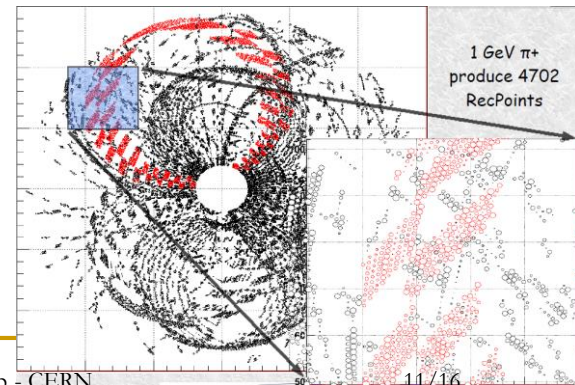 1 GeV π+
produce 4702
RecPoints
- CERN
11/16